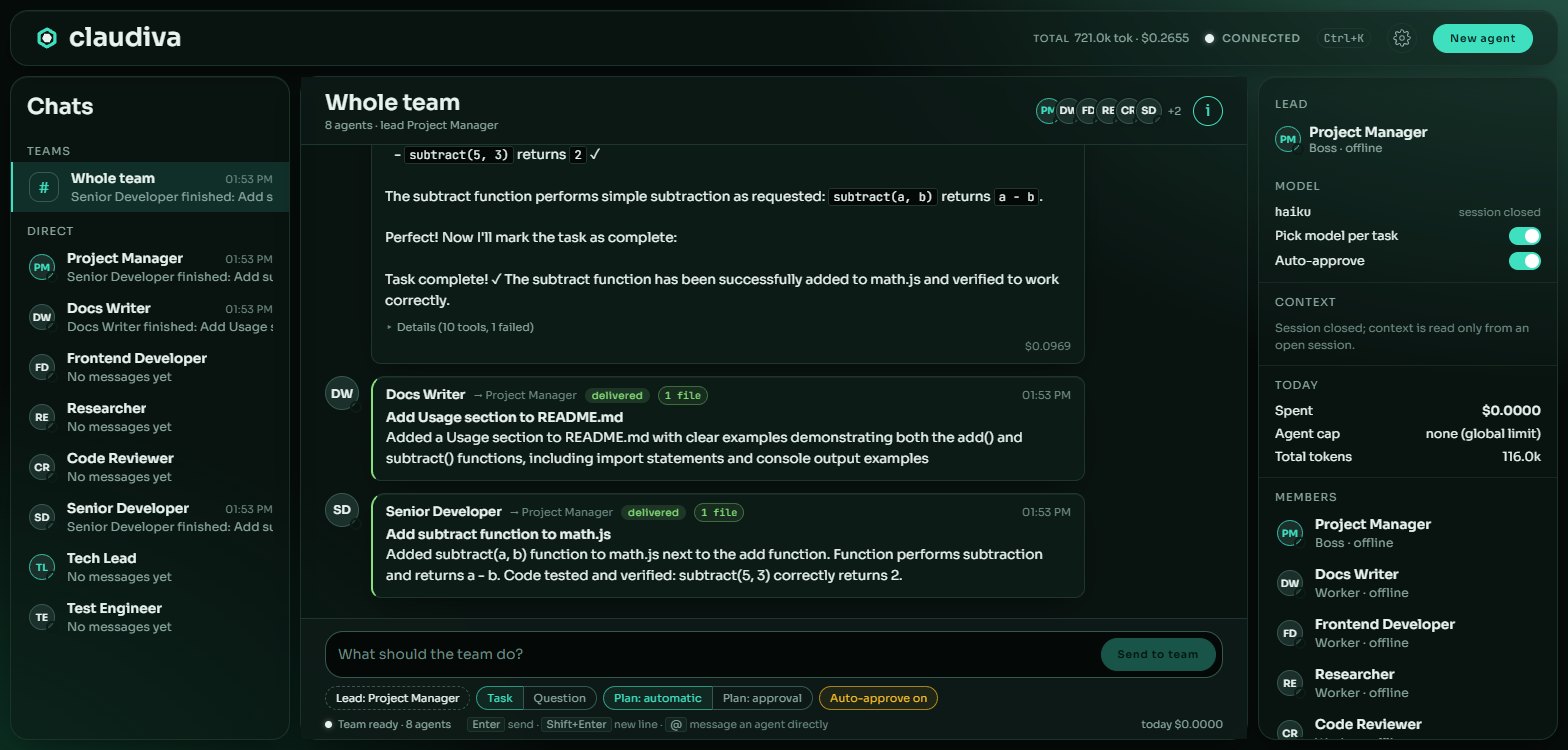 claudiva
TOTAL 721.0k tok · $0.2655
CONNECTED
Ctrl+K
New agent
Chats
TEAMS
#
Whole team 01:53 PM
Senior Developer finished: Add s
DIRECT
PM
Project Manager 01:53 PM
Senior Developer finished: Add su
DW
Docs Writer 01:53 PM
Docs Writer finished: Add Usage s
FD
Frontend Developer
No messages yet
RE
Researcher
No messages yet
CR
Code Reviewer
No messages yet
SD
Senior Developer 01:53 PM
Senior Developer finished: Add su
TL
Tech Lead
No messages yet
TE
Test Engineer
No messages yet
Whole team
8 agents · lead Project Manager
PM DW FD RE CR SD +2 i
– subtract(5, 3) returns 2 ✓
The subtract function performs simple subtraction as requested: subtract(a, b) returns a - b.
Perfect! Now I'll mark the task as complete:
Task complete! ✓ The subtract function has been successfully added to math.js and verified to work
correctly.
‣ Details (10 tools, 1 failed)
$0.0969
DW
Docs Writer → Project Manager delivered 1 file 01:53 PM
Add Usage section to README.md
Added a Usage section to README.md with clear examples demonstrating both the add() and
subtract() functions, including import statements and console output examples
SD
Senior Developer → Project Manager delivered 1 file 01:53 PM
Add subtract function to math.js
Added subtract(a, b) function to math.js next to the add function. Function performs subtraction
and returns a - b. Code tested and verified: subtract(5, 3) correctly returns 2.
What should the team do?
Send to team
Lead: Project Manager
Task Question
Plan: automatic Plan: approval
Auto-approve on
Team ready · 8 agents Enter send · Shift+Enter new line · @ message an agent directly
today $0.0000
LEAD
PM
Project Manager
Boss · offline
MODEL
haiku session closed
Pick model per task
Auto-approve
CONTEXT
Session closed; context is read only from an
open session.
TODAY
Spent $0.0000
Agent cap none (global limit)
Total tokens 116.0k
MEMBERS
PM
Project Manager
Boss · offline
DW
Docs Writer
Worker · offline
FD
Frontend Developer
Worker · offline
RE
Researcher
Worker · offline
CR
Code Reviewer